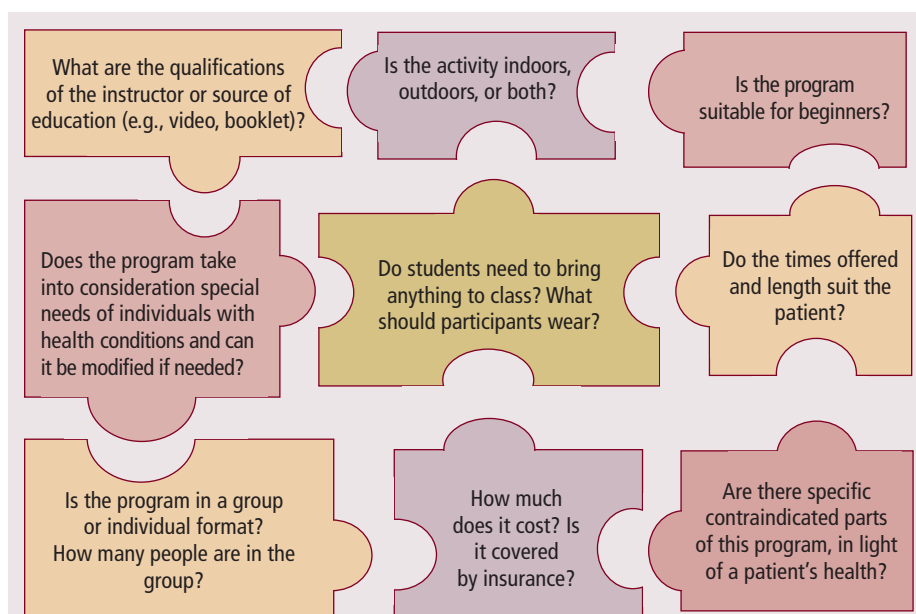 What are the qualifications
of the instructor or source of
education (e.g., video, booklet)?
Is the activity indoors,
outdoors, or both?
Is the program
suitable for beginners?
Does the program take
into consideration special
needs of individuals with
health conditions and can
it be modified if needed?
Do students need to bring
anything to class? What
should participants wear?
Do the times offered
and length suit the
patient?
Is the program in a group
or individual format?
How many people are in the
group?
How much
does it cost? Is
it covered
by insurance?
Are there specific
contraindicated parts
of this program, in light
of a patient’s health?